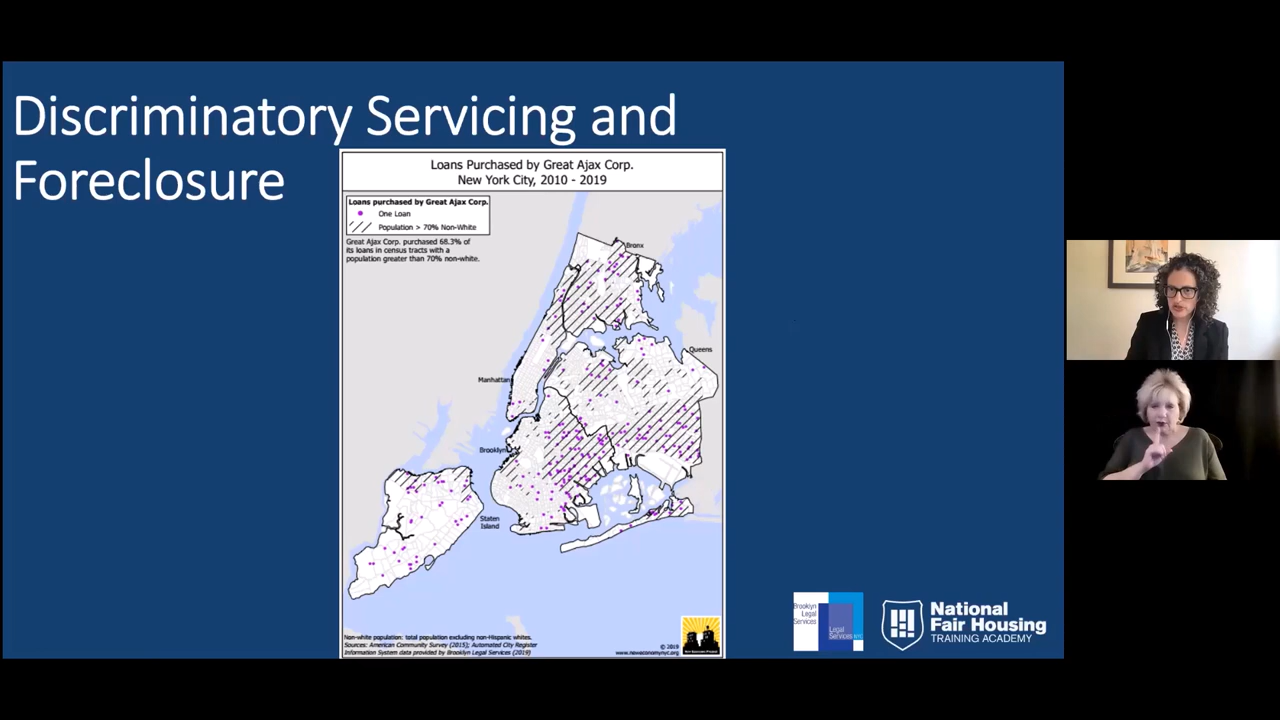 Discriminatory Servicing and
Foreclosure
Loans Purchased by Great Ajax Corp.
New York City, 2010 - 2019
Loans purchased by Great Ajax Corp.
One Loan
Population > 70% Non-White
Great Ajax Corp. purchased 68.3% of
its loans in census tracts with a
population greater than 70% non-white.
Bronx
Queens
Manhattan
Brooklyn
Staten
Island
Non-white population: total population excluding non-Hispanic whites.
Sources: American Community Survey (2015); Automated City Register
Information System data provided by Brooklyn Legal Services (2019)
© 2019
www.neweconomynyc.org
Brooklyn
Legal
Services
Legal
Services NYC
National
Fair Housing
TRAINING ACADEMY